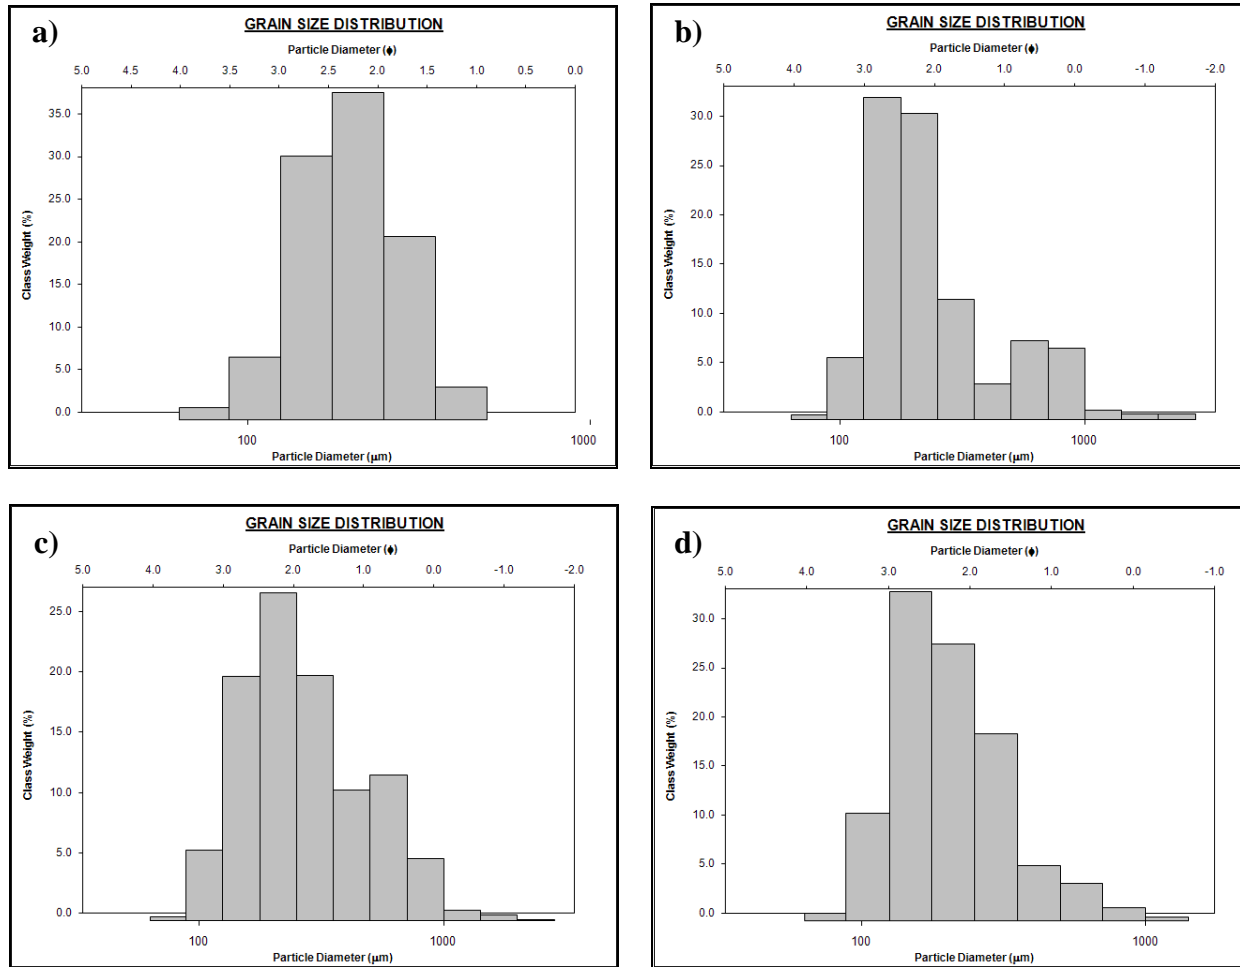 a)
GRAIN SIZE DISTRIBUTION
Particle Diameter (ϕ)
5.0 4.5 4.0 3.5 3.0 2.5 2.0 1.5 1.0 0.5 0.0
35.0
30.0
25.0
20.0
15.0
10.0
5.0
0.0
Class Weight (%)
100 1000
Particle Diameter (µm)
b)
GRAIN SIZE DISTRIBUTION
Particle Diameter (ϕ)
5.0 4.0 3.0 2.0 1.0 0.0 -1.0 -2.0
30.0
25.0
20.0
15.0
10.0
5.0
0.0
Class Weight (%)
100 1000
Particle Diameter (µm)
c)
GRAIN SIZE DISTRIBUTION
Particle Diameter (ϕ)
5.0 4.0 3.0 2.0 1.0 0.0 -1.0 -2.0
25.0
20.0
15.0
10.0
5.0
0.0
Class Weight (%)
100 1000
Particle Diameter (µm)
d)
GRAIN SIZE DISTRIBUTION
Particle Diameter (ϕ)
5.0 4.0 3.0 2.0 1.0 0.0 -1.0
30.0
25.0
20.0
15.0
10.0
5.0
0.0
Class Weight (%)
100 1000
Particle Diameter (µm)